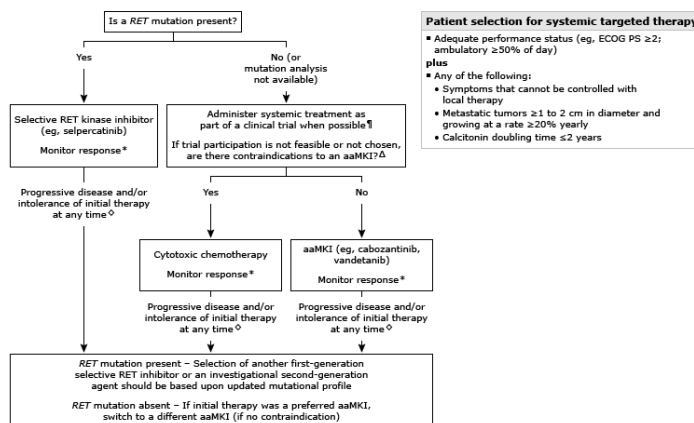 Is a RET mutation present?
Yes
No (or
mutation analysis
not available)
Selective RET kinase inhibitor
(eg, selpercatinib)
Monitor response*
Administer systemic treatment as
part of a clinical trial when possible¶
If trial participation is not feasible or not chosen,
are there contraindications to an aaMKI?Δ
Progressive disease and/or
intolerance of initial therapy
at any time◇
Yes
No
Cytotoxic chemotherapy
Monitor response*
aaMKI (eg, cabozantinib,
vandetanib)
Monitor response*
Progressive disease and/or
intolerance of initial therapy
at any time◇
Progressive disease and/or
intolerance of initial therapy
at any time◇
RET mutation present – Selection of another first-generation
selective RET inhibitor or an investigational second-generation
agent should be based upon updated mutational profile
RET mutation absent – If initial therapy was a preferred aaMKI,
switch to a different aaMKI (if no contraindication)
Patient selection for systemic targeted therapy
▪ Adequate performance status (eg, ECOG PS ≥2;
ambulatory ≥50% of day)
plus
▪ Any of the following:
• Symptoms that cannot be controlled with
local therapy
• Metastatic tumors ≥1 to 2 cm in diameter and
growing at a rate ≥20% yearly
• Calcitonin doubling time ≤2 years